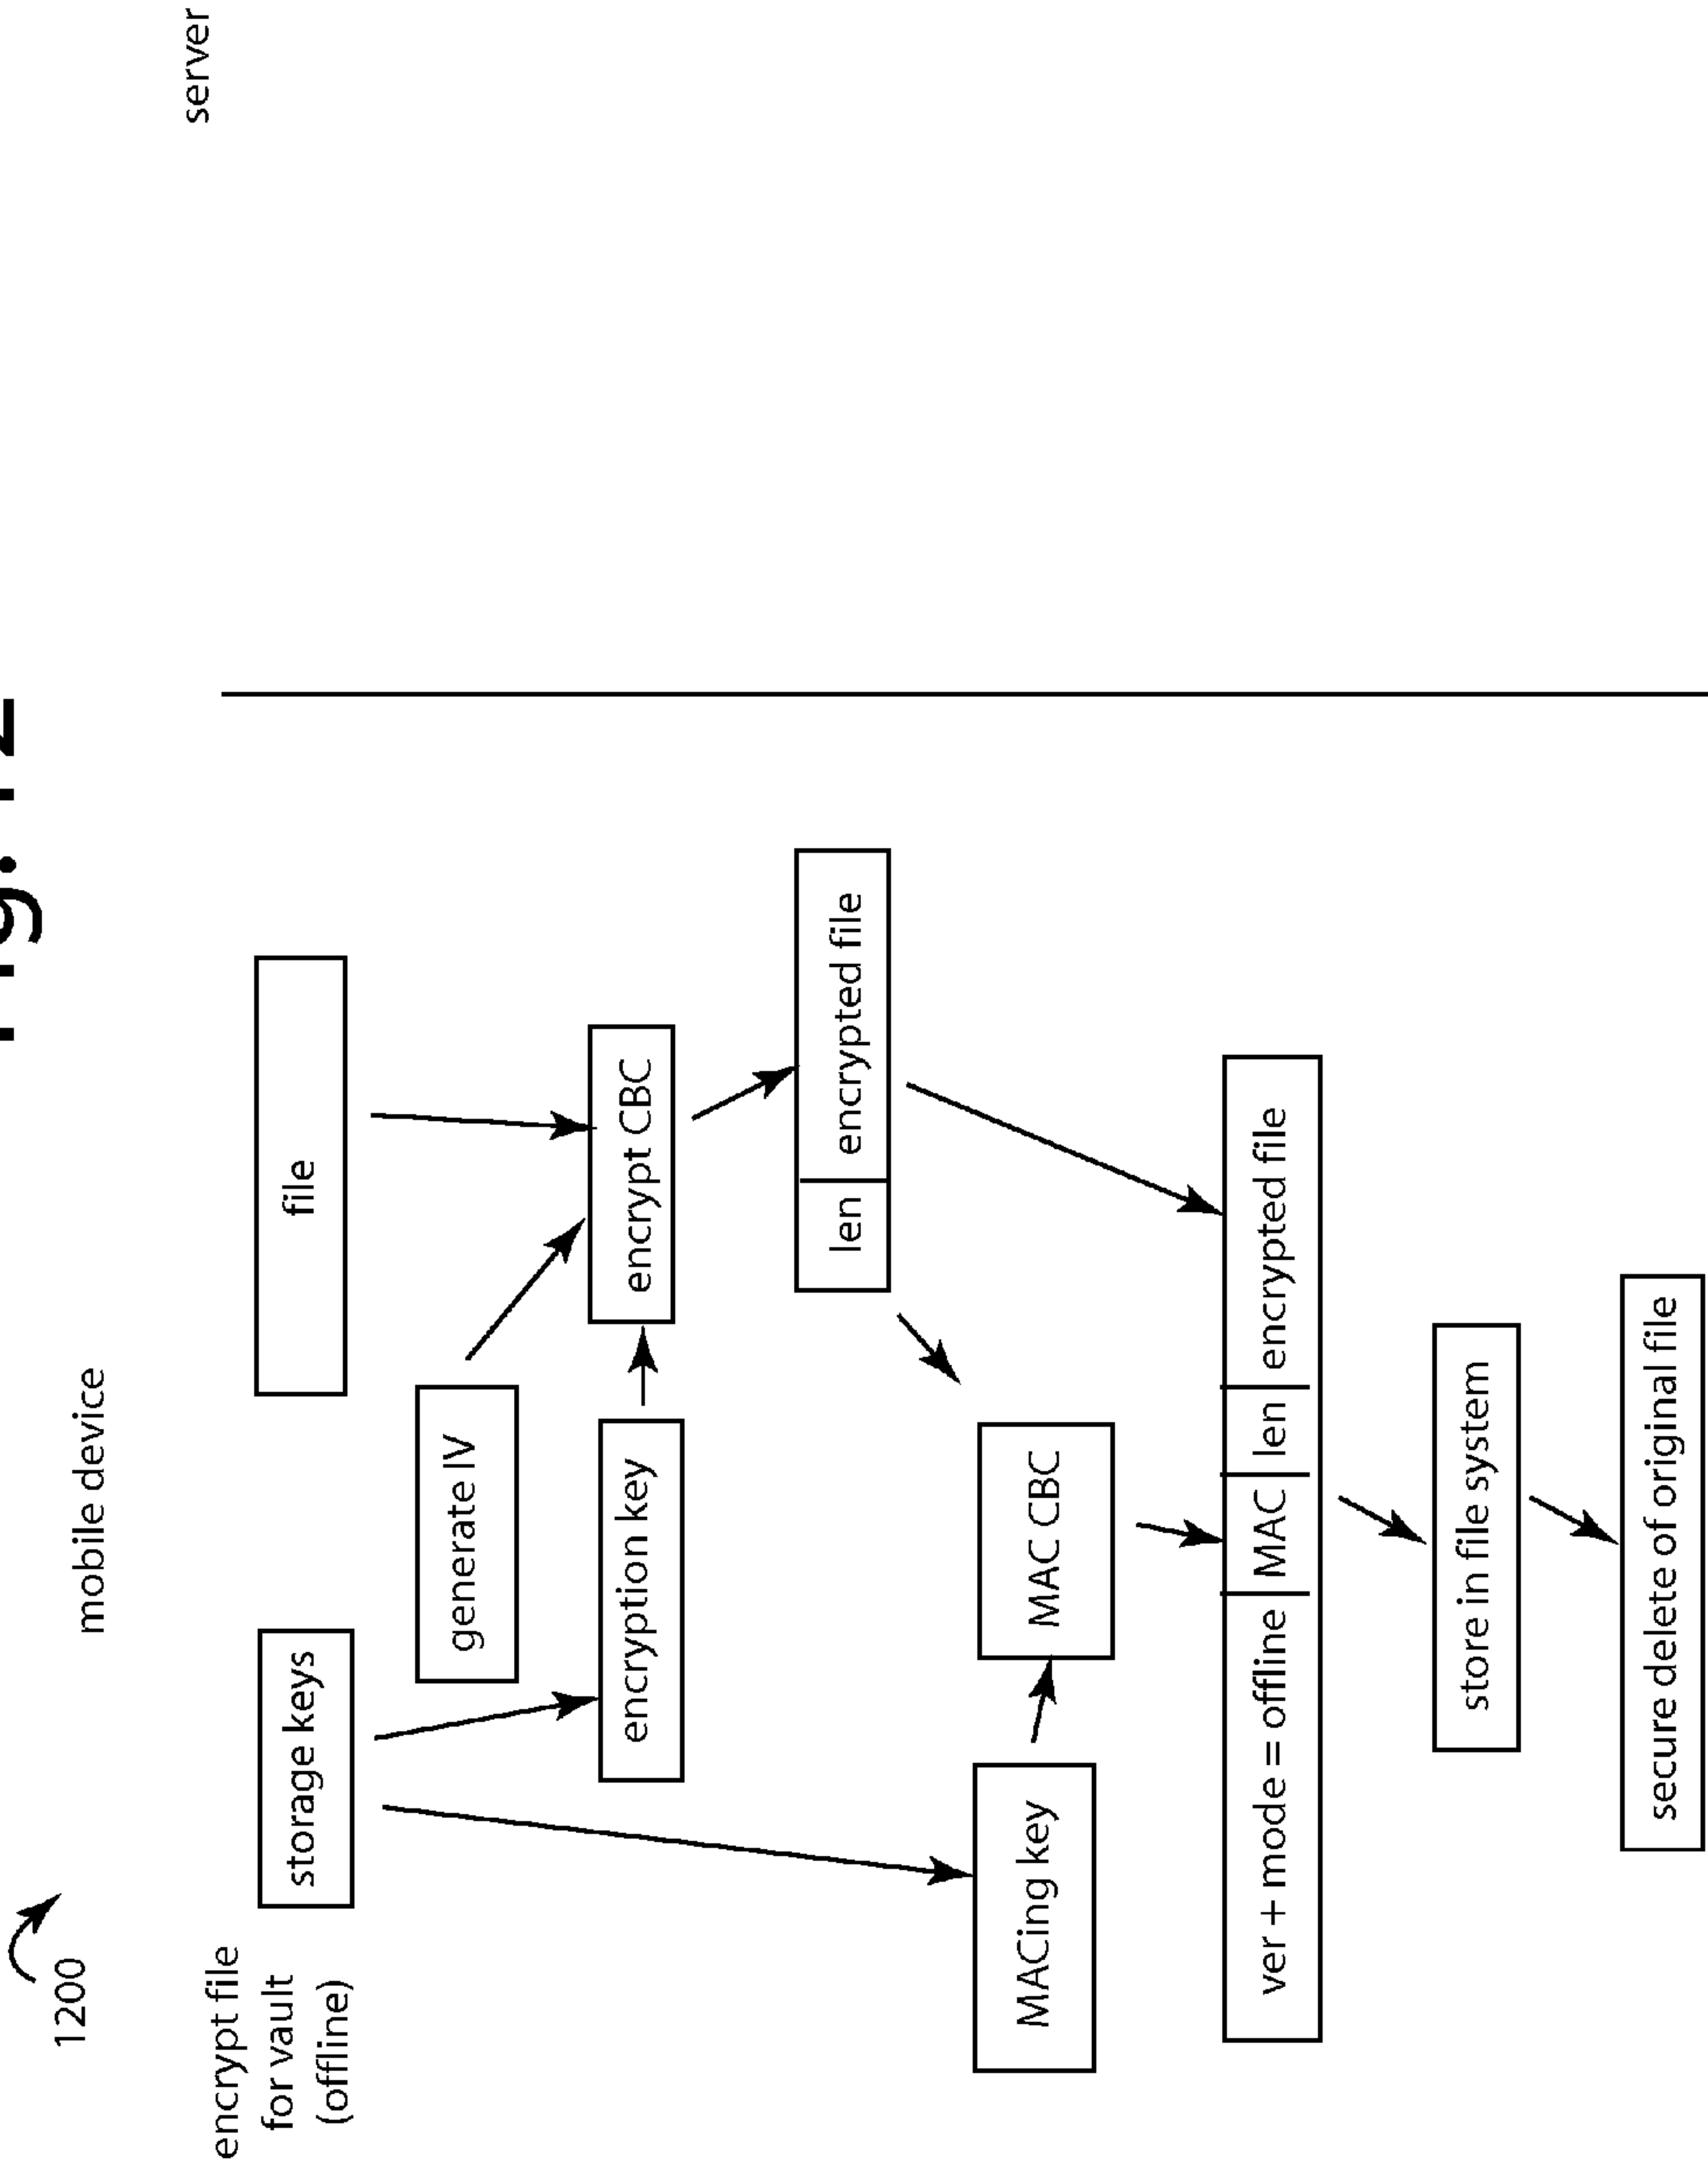 Fig. 12
1200
mobile device
server
encrypt file
for vault
(offline)
storage keys
file
generate IV
encryption key
encrypt CBC
len encrypted file
MACing key
MAC CBC
ver + mode = offline MAC len encrypted file
store in file system
secure delete of original file